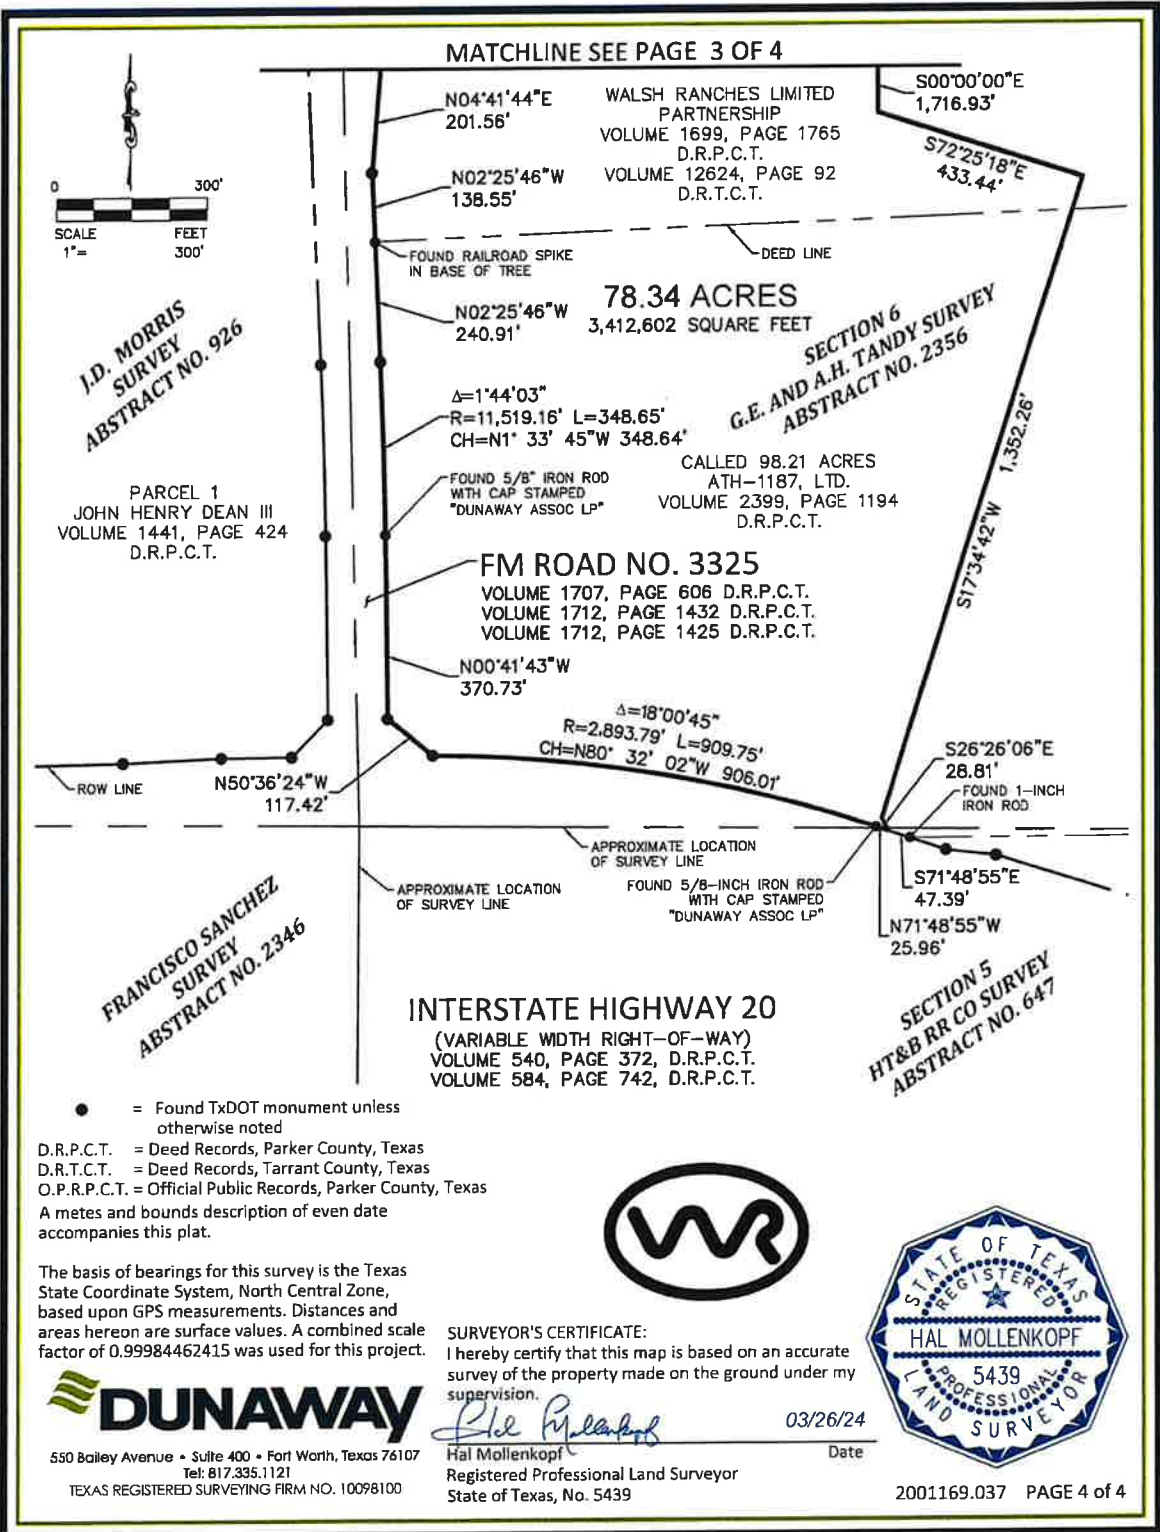 MATCHLINE SEE PAGE 3 OF 4
N04°41'44"E
201.56'
WALSH RANCHES LIMITED
PARTNERSHIP
VOLUME 1699, PAGE 1765
D.R.P.C.T.
VOLUME 12624, PAGE 92
D.R.T.C.T.
S00°00'00"E
1,716.93'
S72°25'18"E
433.44'
0 300'
SCALE FEET
1"= 300'
N02°25'46"W
138.55'
FOUND RAILROAD SPIKE
IN BASE OF TREE
DEED LINE
78.34 ACRES
3,412,602 SQUARE FEET
N02°25'46"W
240.91'
J.D. MORRIS
SURVEY
ABSTRACT NO. 926
SECTION 6
G.E. AND A.H. TANDY SURVEY
ABSTRACT NO. 2356
Δ=1°44'03"
R=11,519.16' L=348.65'
CH=N1° 33' 45"W 348.64'
S17°34'42"W 1,352.26'
FOUND 5/8" IRON ROD
WITH CAP STAMPED
"DUNAWAY ASSOC LP"
CALLED 98.21 ACRES
ATH-1187, LTD.
VOLUME 2399, PAGE 1194
D.R.P.C.T.
PARCEL 1
JOHN HENRY DEAN III
VOLUME 1441, PAGE 424
D.R.P.C.T.
FM ROAD NO. 3325
VOLUME 1707, PAGE 606 D.R.P.C.T.
VOLUME 1712, PAGE 1432 D.R.P.C.T.
VOLUME 1712, PAGE 1425 D.R.P.C.T.
N00°41'43"W
370.73'
Δ=18°00'45"
R=2,893.79' L=909.75'
CH=N80° 32' 02"W 906.01'
S26°26'06"E
28.81'
FOUND 1-INCH
IRON ROD
ROW LINE
N50°36'24"W
117.42'
APPROXIMATE LOCATION
OF SURVEY LINE
APPROXIMATE LOCATION
OF SURVEY LINE
FOUND 5/8-INCH IRON ROD
WITH CAP STAMPED
"DUNAWAY ASSOC LP"
S71°48'55"E
47.39'
N71°48'55"W
25.96'
FRANCISCO SANCHEZ
SURVEY
ABSTRACT NO. 2346
SECTION 5
HT&B RR CO SURVEY
ABSTRACT NO. 647
INTERSTATE HIGHWAY 20
(VARIABLE WIDTH RIGHT-OF-WAY)
VOLUME 540, PAGE 372, D.R.P.C.T.
VOLUME 584, PAGE 742, D.R.P.C.T.
= Found TxDOT monument unless
otherwise noted
D.R.P.C.T. = Deed Records, Parker County, Texas
D.R.T.C.T. = Deed Records, Tarrant County, Texas
O.P.R.P.C.T. = Official Public Records, Parker County, Texas
A metes and bounds description of even date
accompanies this plat.
The basis of bearings for this survey is the Texas
State Coordinate System, North Central Zone,
based upon GPS measurements. Distances and
areas hereon are surface values. A combined scale
factor of 0.99984462415 was used for this project.
WR
SURVEYOR'S CERTIFICATE:
I hereby certify that this map is based on an accurate
survey of the property made on the ground under my
supervision.
Hal Mollenkopf
03/26/24
Hal Mollenkopf Date
Registered Professional Land Surveyor
State of Texas, No. 5439
STATE OF TEXAS
REGISTERED
HAL MOLLENKOPF
5439
PROFESSIONAL
LAND SURVEYOR
DUNAWAY
550 Bailey Avenue • Suite 400 • Fort Worth, Texas 76107
Tel: 817.335.1121
TEXAS REGISTERED SURVEYING FIRM NO. 10098100
2001169.037 PAGE 4 of 4